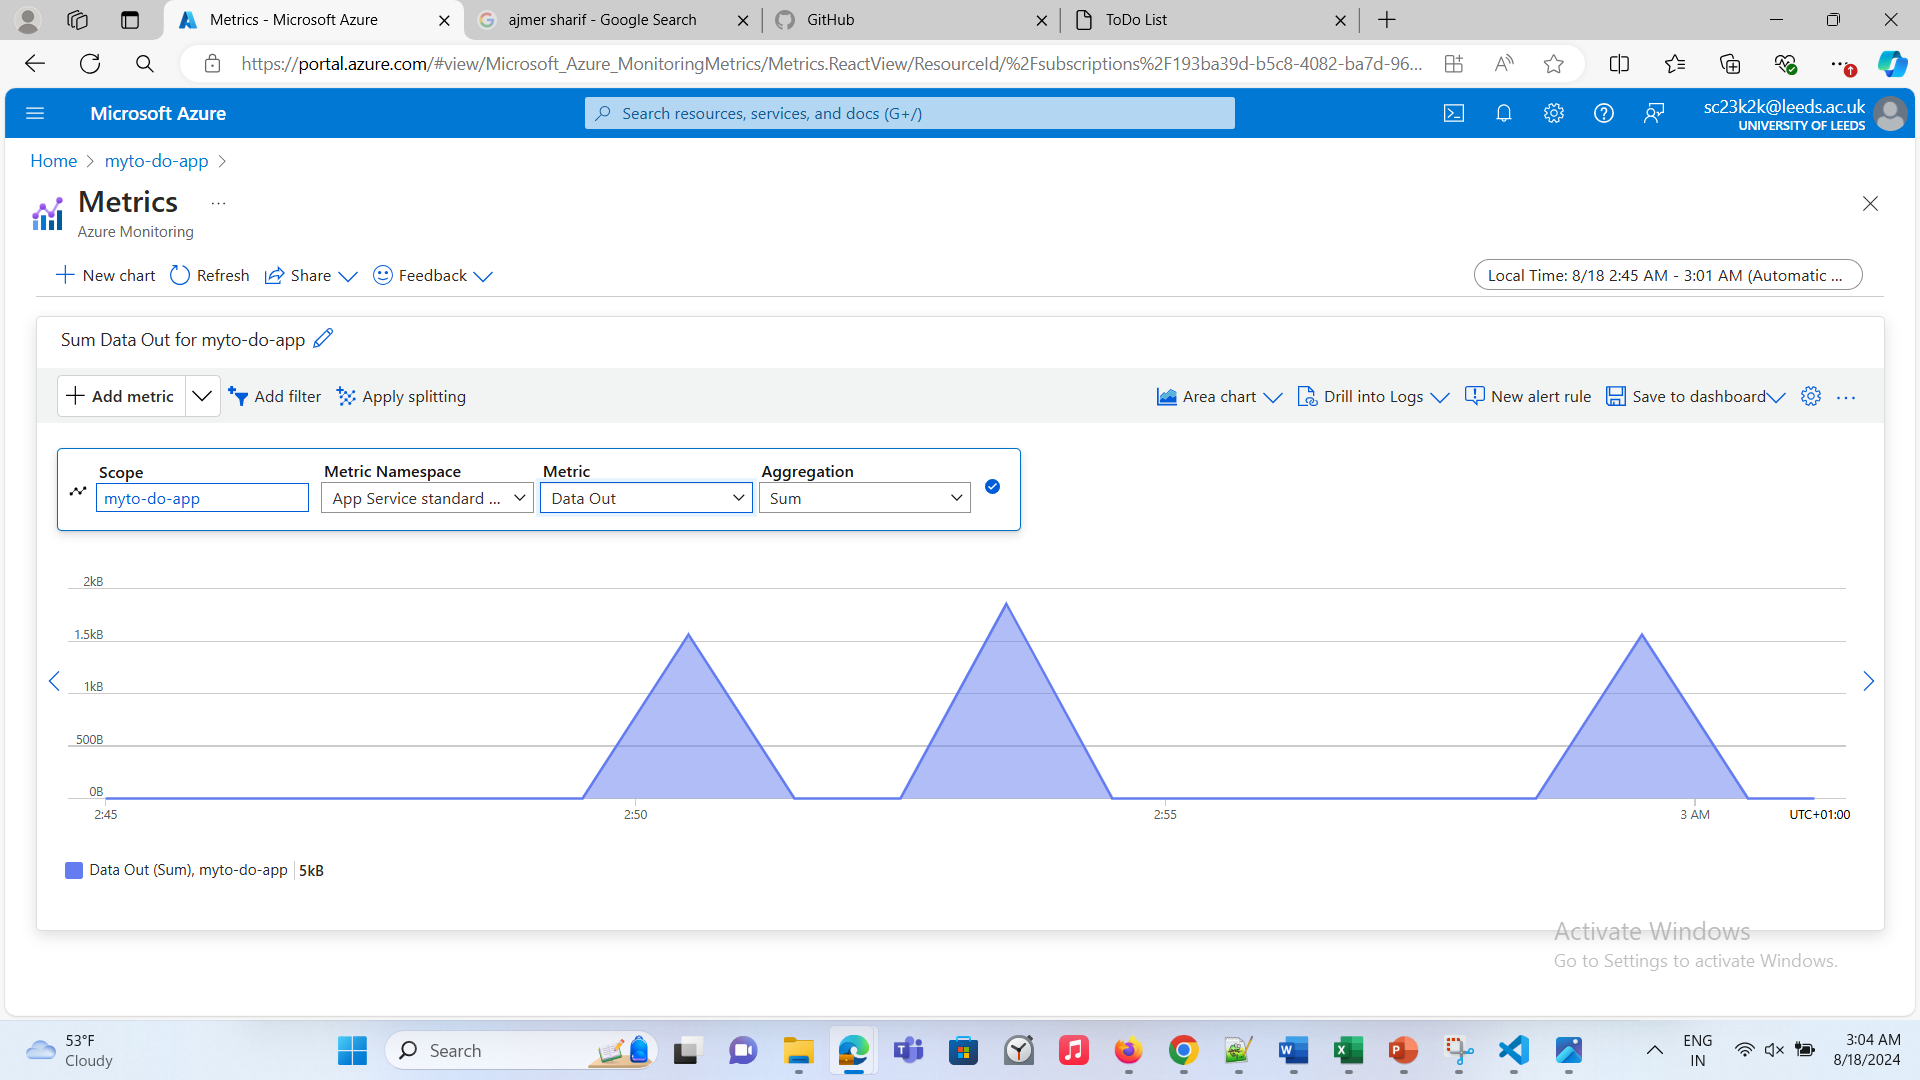 Metrics - Microsoft Azure
ajmer sharif - Google Search
GitHub
ToDo List
https://portal.azure.com/#view/Microsoft_Azure_MonitoringMetrics/Metrics.ReactView/ResourceId/%2Fsubscriptions%2F193ba39d-b5c8-4082-ba7d-96...
Microsoft Azure
Search resources, services, and docs (G+/)
sc23k2k@leeds.ac.uk
UNIVERSITY OF LEEDS
Home > myto-do-app >
Metrics ...
Azure Monitoring
New chart Refresh Share Feedback
Local Time: 8/18 2:45 AM - 3:01 AM (Automatic ...
Sum Data Out for myto-do-app
Add metric Add filter Apply splitting Area chart Drill into Logs New alert rule Save to dashboard ...
Scope Metric Namespace Metric Aggregation
myto-do-app App Service standard ... Data Out Sum
2kB
1.5kB
1kB
500B
0B
2:45 2:50 2:55 3 AM UTC+01:00
Data Out (Sum), myto-do-app 5kB
Activate Windows
Go to Settings to activate Windows.
53°F
Cloudy
Search
ENG
IN
3:04 AM
8/18/2024